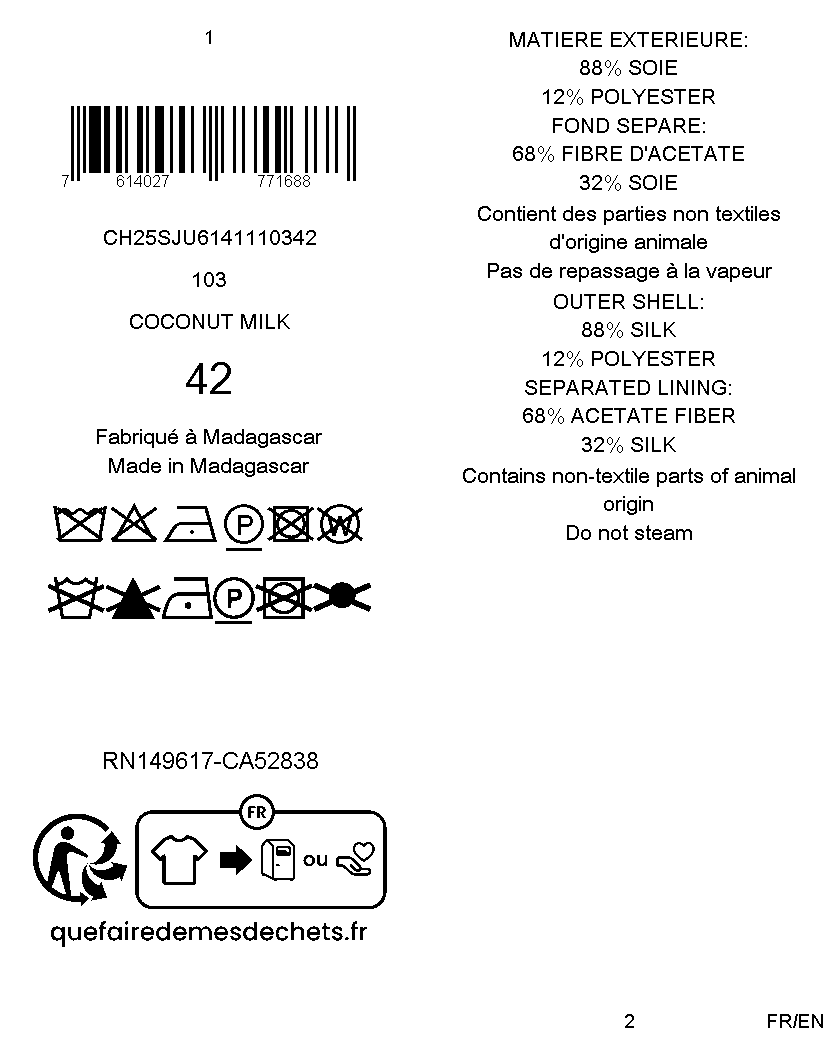 1
7 614027 771688
CH25SJU6141110342
103
COCONUT MILK
42
Fabriqué à Madagascar
Made in Madagascar
P W
P
RN149617-CA52838
FR
ou
quefairedemesdechets.fr
MATIERE EXTERIEURE:
88% SOIE
12% POLYESTER
FOND SEPARE:
68% FIBRE D'ACETATE
32% SOIE
Contient des parties non textiles
d'origine animale
Pas de repassage à la vapeur
OUTER SHELL:
88% SILK
12% POLYESTER
SEPARATED LINING:
68% ACETATE FIBER
32% SILK
Contains non-textile parts of animal
origin
Do not steam
2
FR/EN